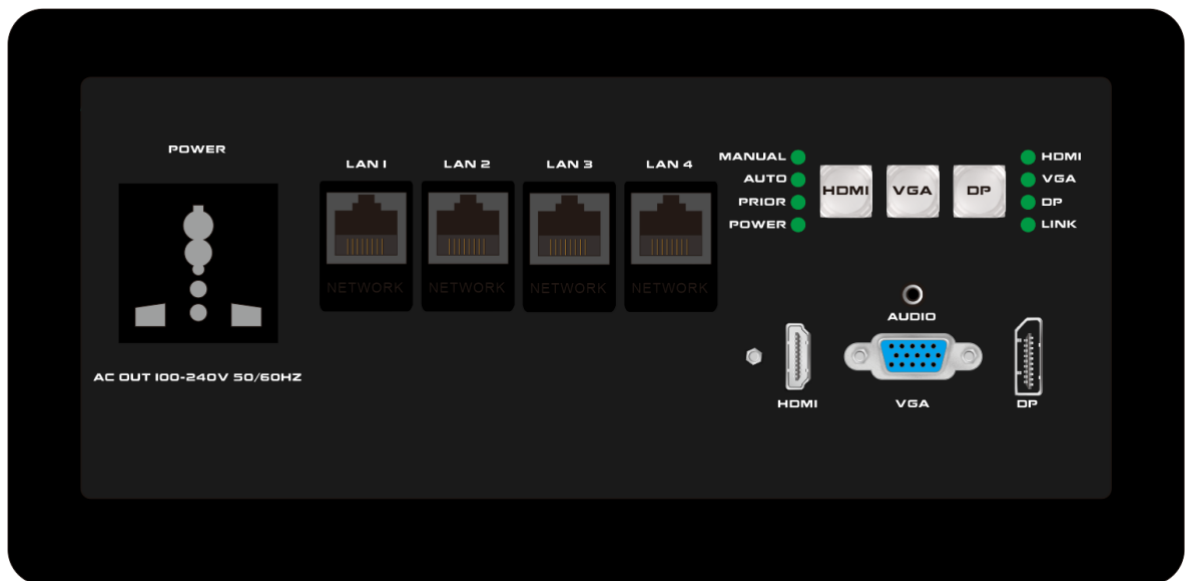 POWER
AC OUT 100-240V 50/60HZ
LAN 1
LAN 2
LAN 3
LAN 4
NETWORK
NETWORK
NETWORK
NETWORK
MANUAL
AUTO
PRIOR
POWER
HDMI
VGA
DP
HDMI
VGA
DP
LINK
AUDIO
HDMI
VGA
DP